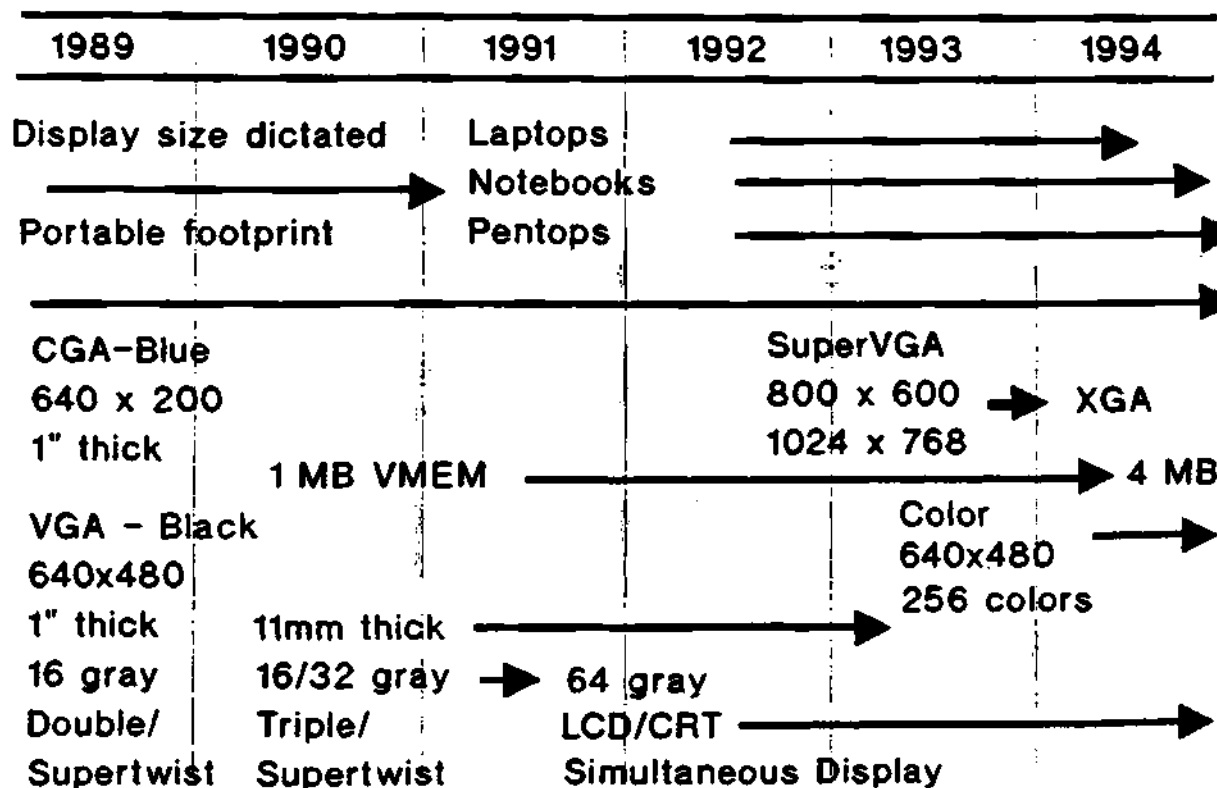 1989 1990 1991 1992 1993 1994
Display size dictated
Portable footprint
Laptops
Notebooks
Pentops
CGA-Blue
640 x 200
1" thick
SuperVGA
800 x 600
1024 x 768
XGA
1 MB VMEM
4 MB
VGA - Black
640x480
1" thick
16 gray
Double/
Supertwist
11mm thick
16/32 gray
Triple/
Supertwist
64 gray
LCD/CRT
Simultaneous Display
Color
640x480
256 colors